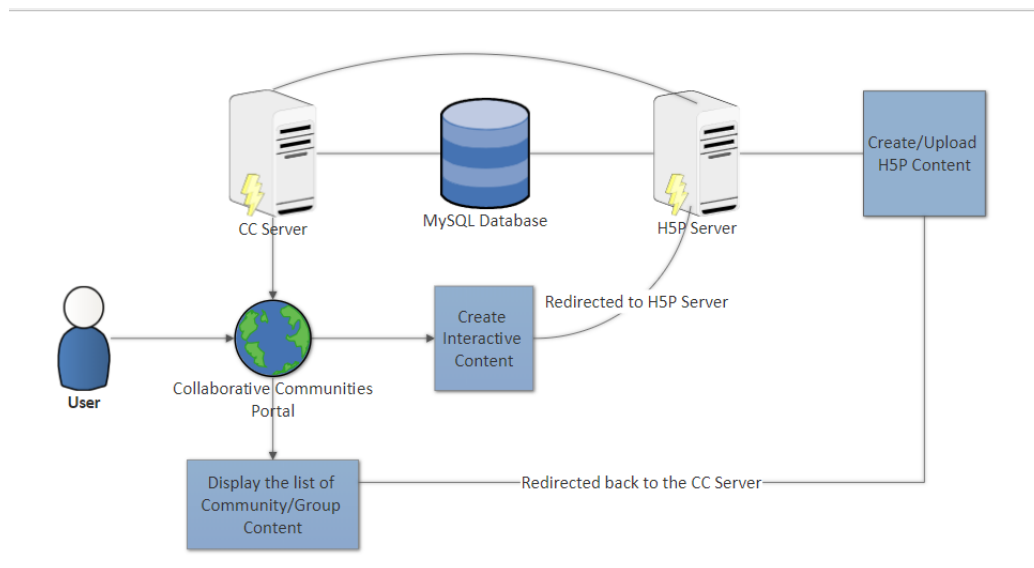 Create/Upload
H5P Content
MySQL Database
CC Server
H5P Server
Redirected to H5P Server
Create
Interactive
Content
User
Collaborative Communities
Portal
Display the list of
Community/Group
Content
Redirected back to the CC Server